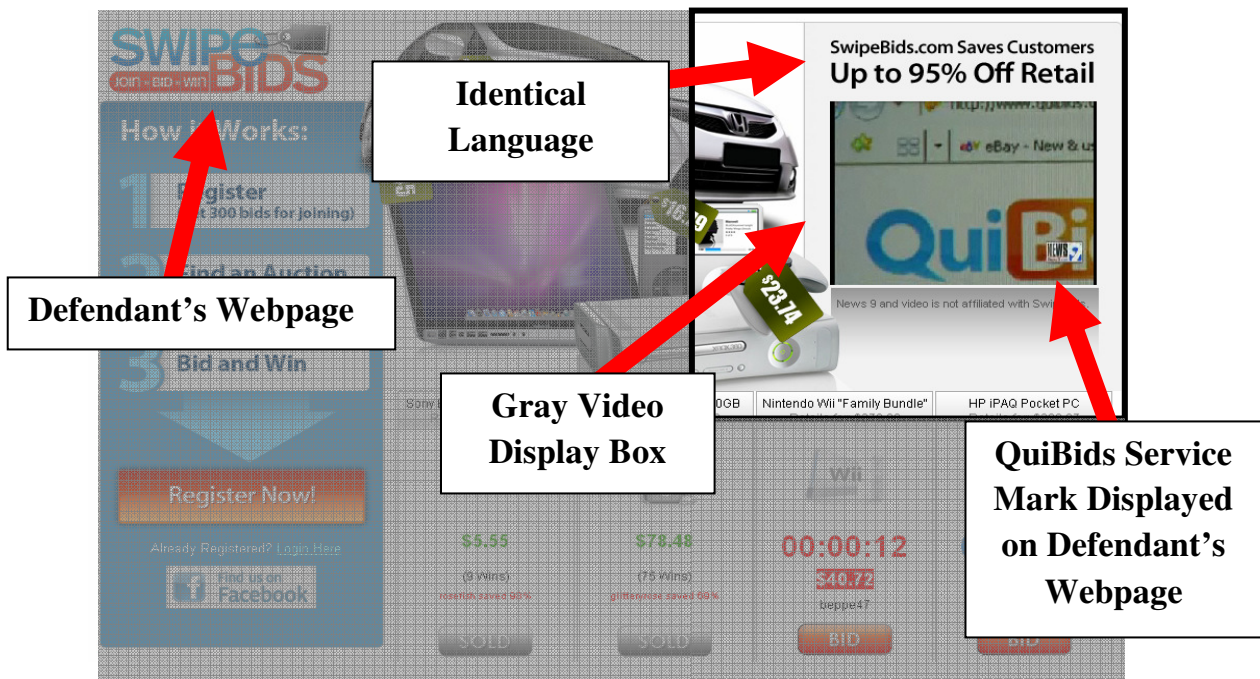 SWIPE
JOIN - BID - WIN BIDS
How it Works:
1 Register
300 bids for joining)
Find an Auction
3 Bid and Win
Register Now!
Already Registered? Login Here
Find us on
Facebook
Defendant's Webpage
Identical
Language
Gray Video
Display Box
SwipeBids.com Saves Customers
Up to 95% Off Retail
eBay - New & us
QuiBi
NEWS 9
News 9 and video is not affiliated with
$23.74
Nintendo Wii "Family Bundle"
HP iPAQ Pocket PC
QuiBids Service
Mark Displayed
on Defendant's
Webpage
Sony
$5.55
(9 Wins)
SOLD
$78.48
(75 Wins)
SOLD
Wii
00:00:12
$40.72
beppe47
BID
BID